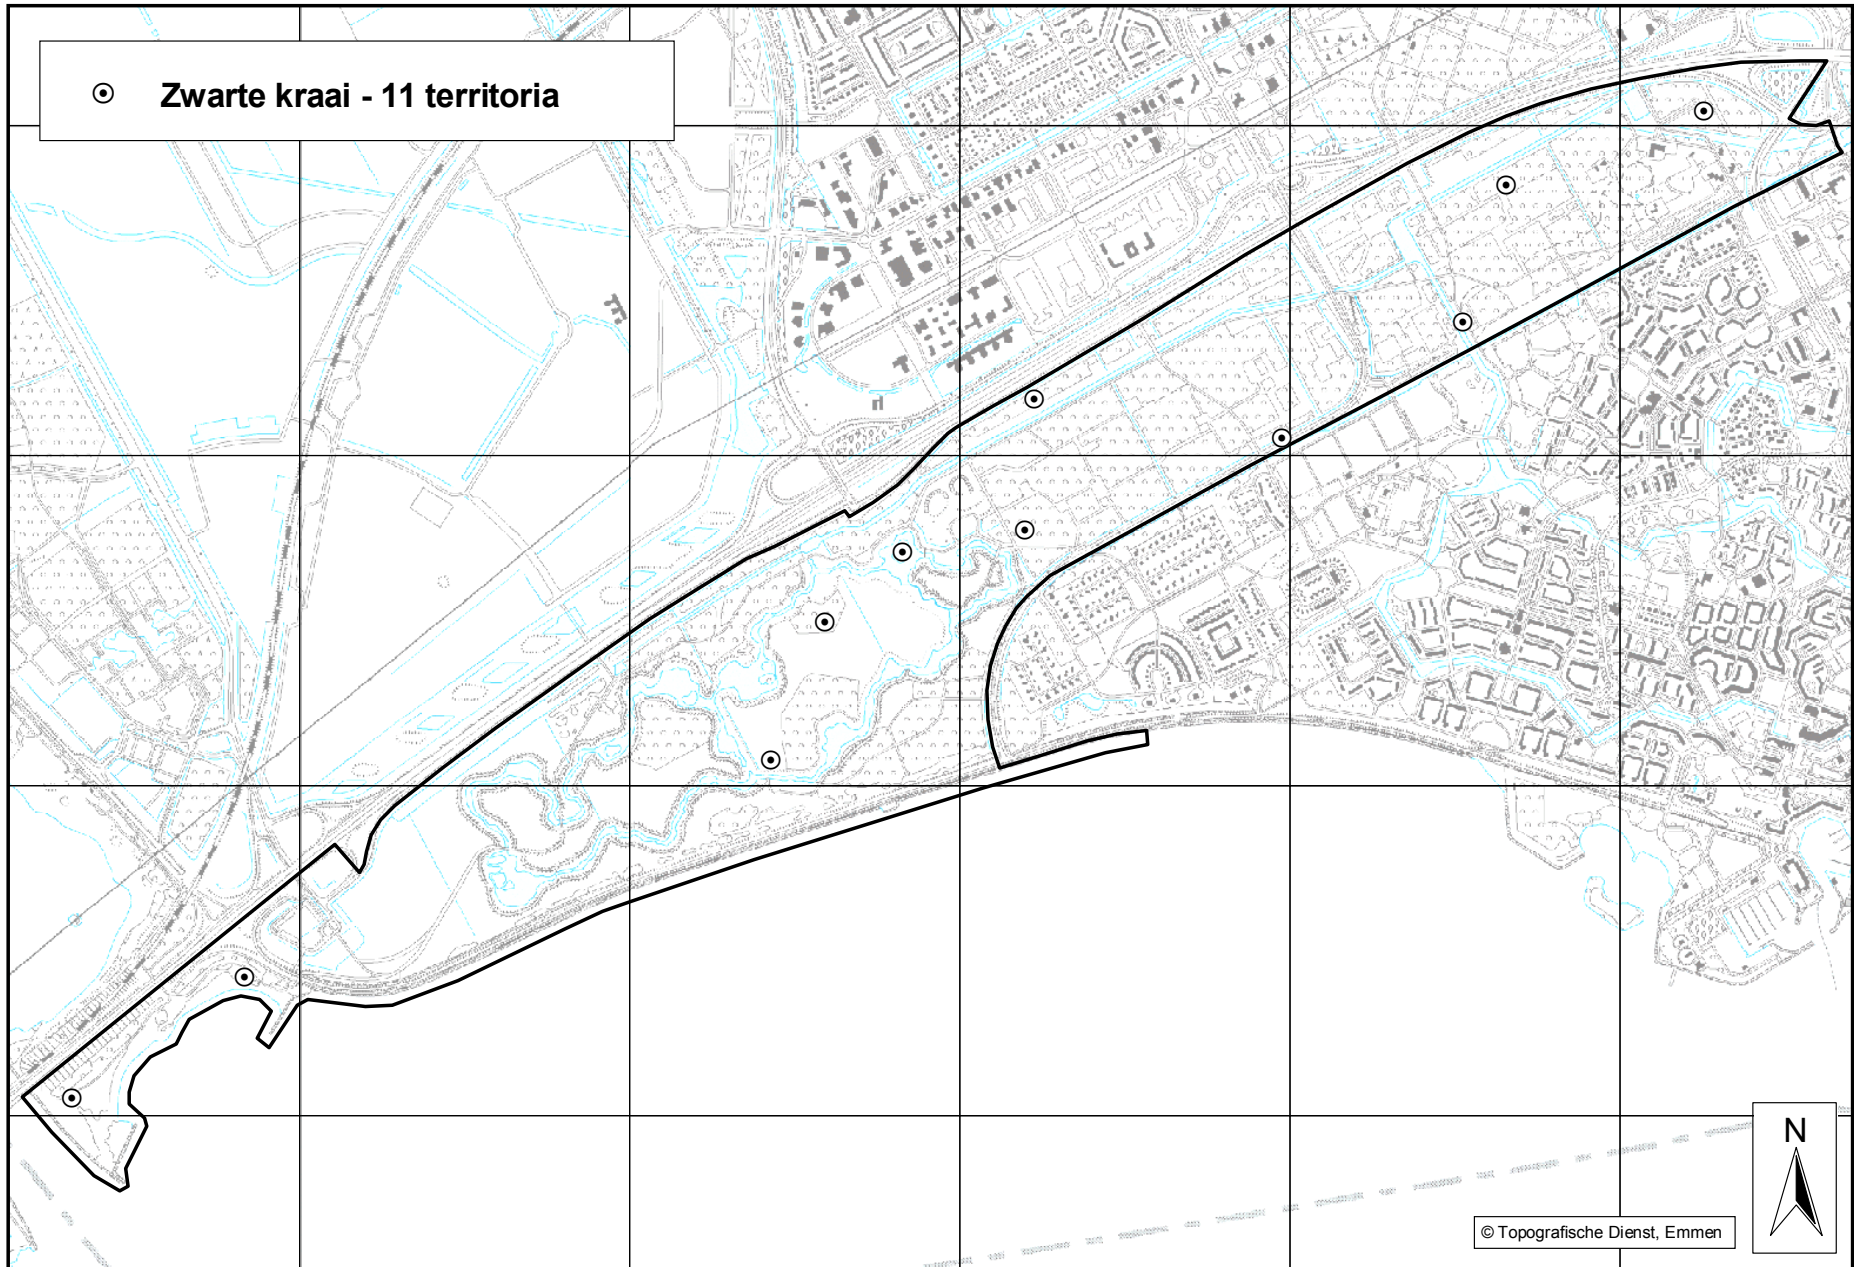 Zwarte kraai - 11 territoria
N
© Topografische Dienst, Emmen